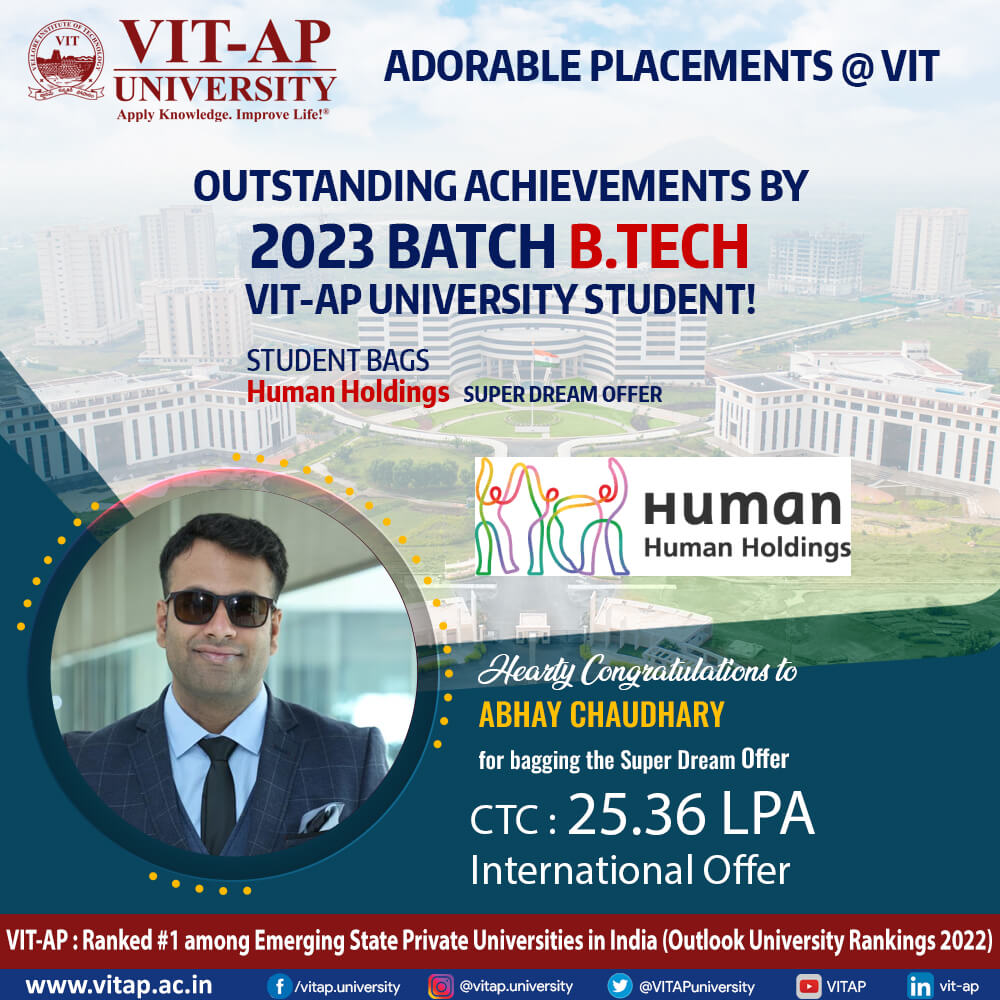 VIT
VIT-AP
UNIVERSITY
Apply Knowledge. Improve Life!®
ADORABLE PLACEMENTS @ VIT
OUTSTANDING ACHIEVEMENTS BY
2023 BATCH B.TECH
VIT-AP UNIVERSITY STUDENT!
STUDENT BAGS
Human Holdings SUPER DREAM OFFER
Human
Human Holdings
Hearty Congratulations to
ABHAY CHAUDHARY
for bagging the Super Dream Offer
CTC : 25.36 LPA
International Offer
VIT-AP : Ranked #1 among Emerging State Private Universities in India (Outlook University Rankings 2022)
www.vitap.ac.in /vitap.university @vitap.university @VITAPuniversity VITAP vit-ap